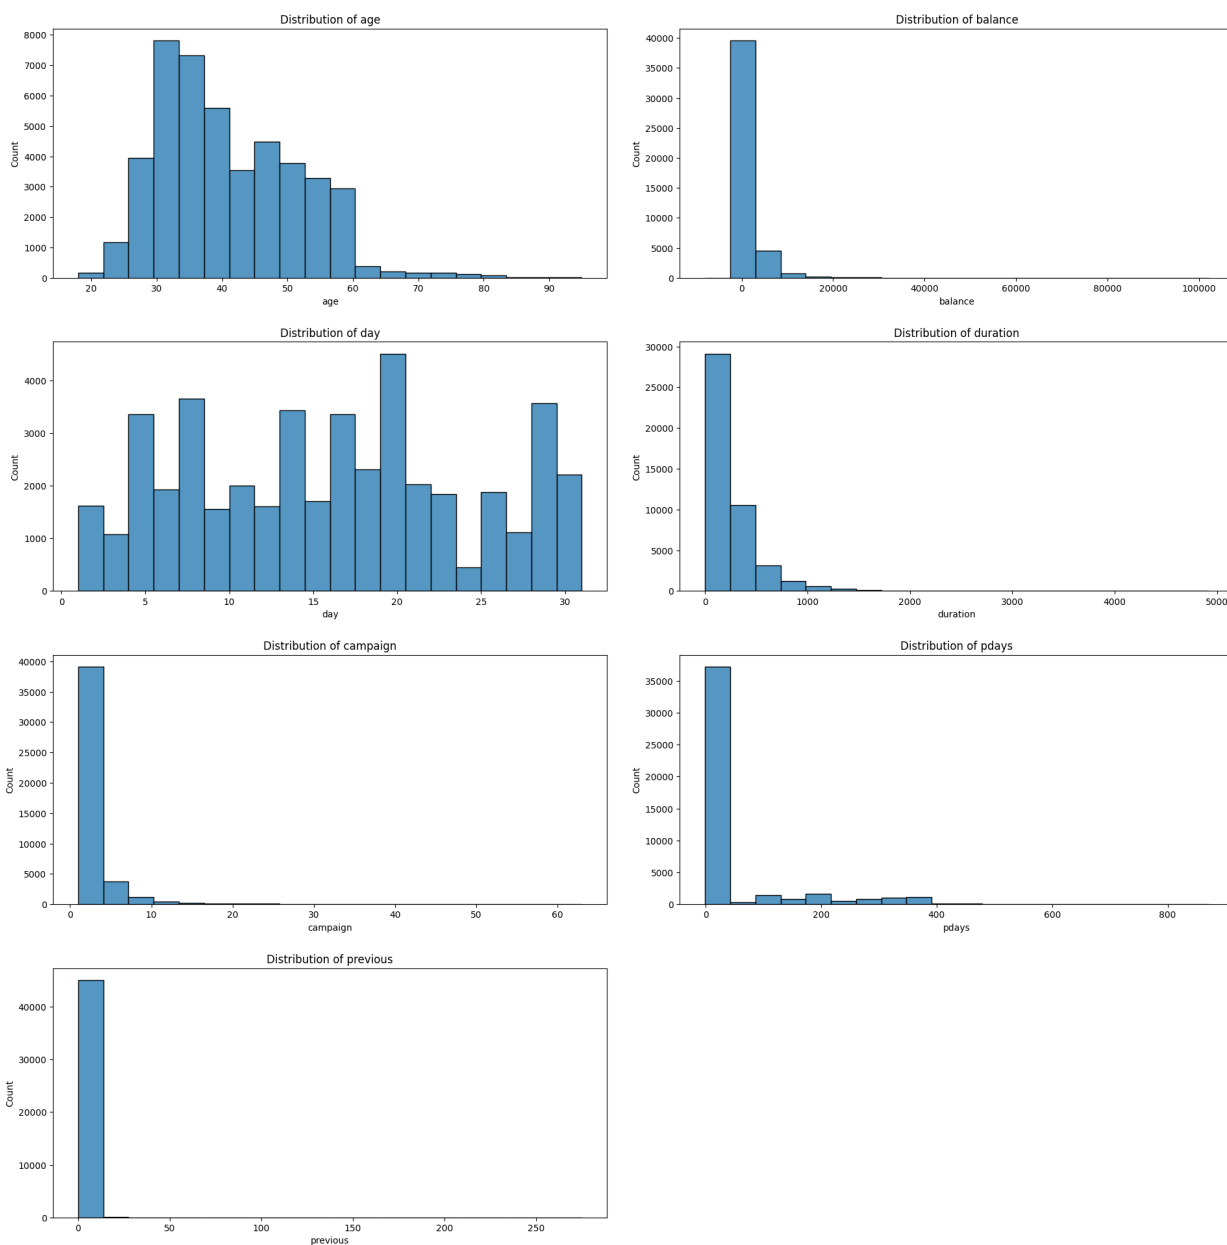 Distribution of age
8000
7000
6000
5000
4000
3000
2000
1000
0
Count
20 30 40 50 60 70 80 90
age
Distribution of balance
40000
35000
30000
25000
20000
15000
10000
5000
0
Count
0 20000 40000 60000 80000 100000
balance
Distribution of day
4000
3000
2000
1000
0
Count
0 5 10 15 20 25 30
day
Distribution of duration
30000
25000
20000
15000
10000
5000
0
Count
0 1000 2000 3000 4000 5000
duration
Distribution of campaign
40000
35000
30000
25000
20000
15000
10000
5000
0
Count
0 10 20 30 40 50 60
campaign
Distribution of pdays
35000
30000
25000
20000
15000
10000
5000
0
Count
0 200 400 600 800
pdays
Distribution of previous
40000
30000
20000
10000
0
Count
0 50 100 150 200 250
previous